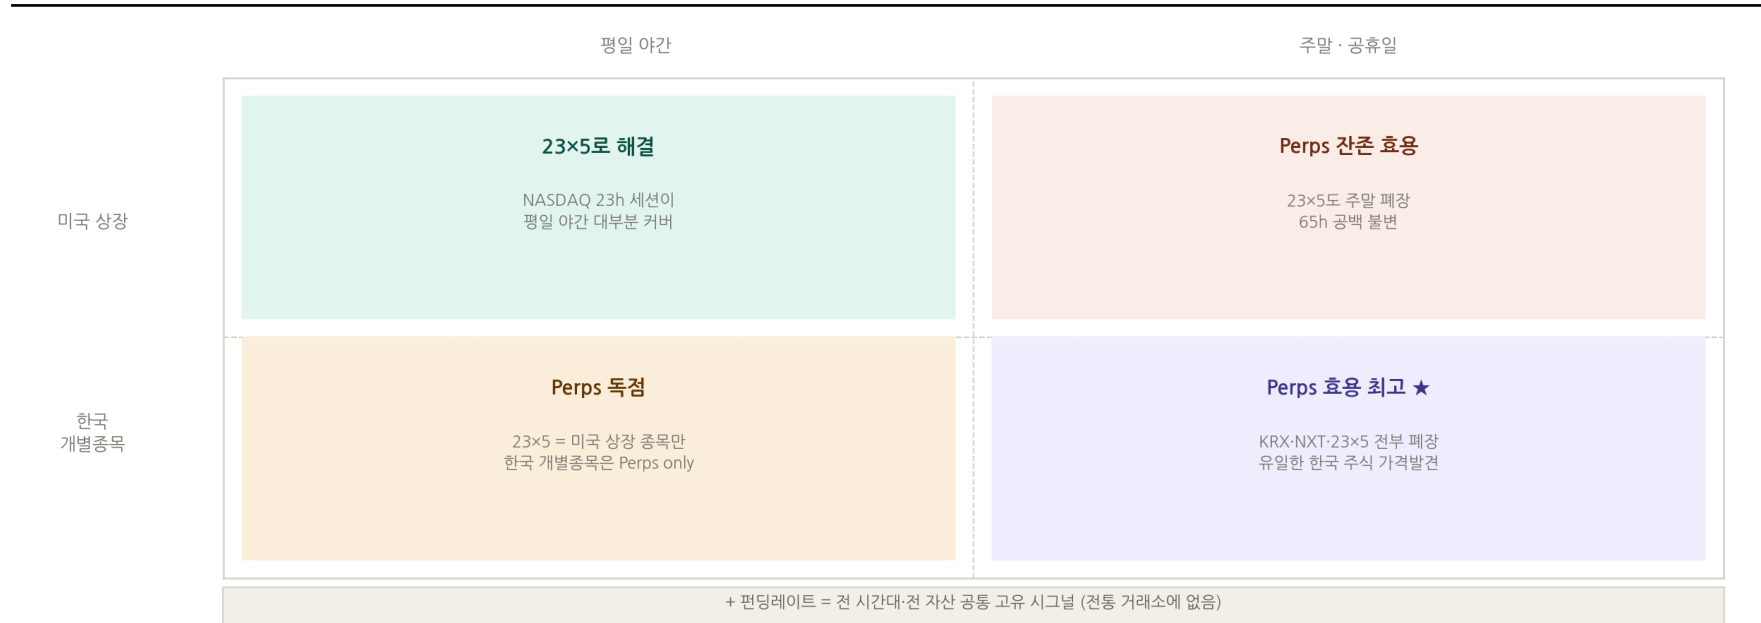 평일 야간
주말 · 공휴일
23×5로 해결
Perps 잔존 효용
미국 상장
NASDAQ 23h 세션이
평일 야간 대부분 커버
23×5도 주말 폐장
65h 공백 불변
Perps 독점
Perps 효용 최고 ★
한국
개별종목
23×5 = 미국 상장 종목만
한국 개별종목은 Perps only
KRX·NXT·23×5 전부 폐장
유일한 한국 주식 가격발견
+ 펀딩레이트 = 전 시간대·전 자산 공통 고유 시그널 (전통 거래소에 없음)